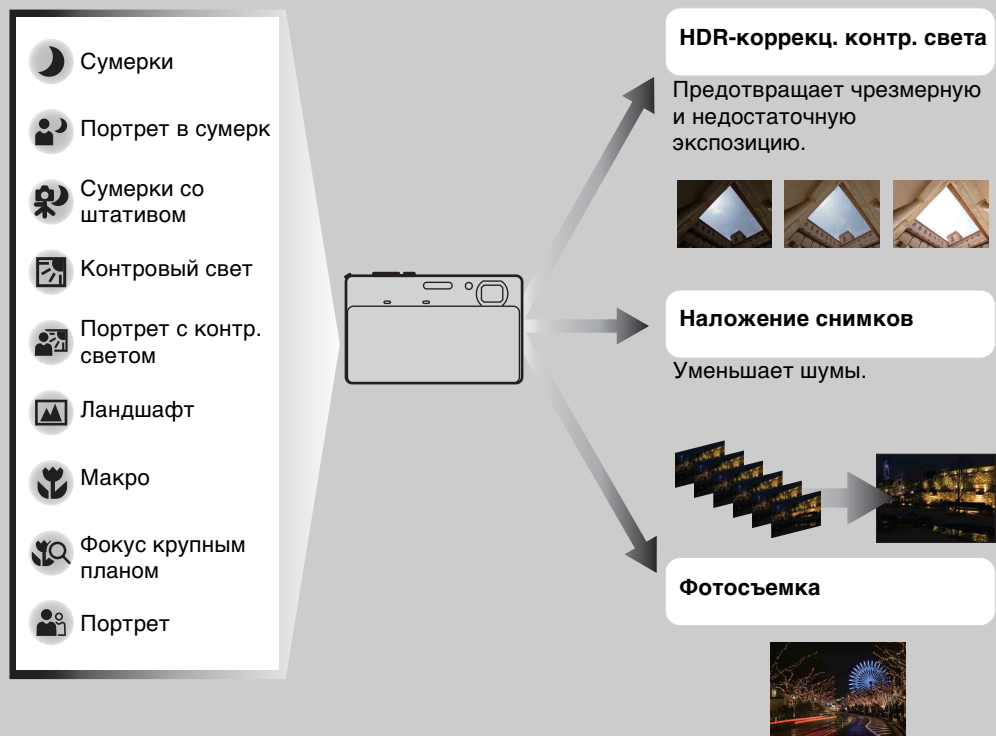 Сумерки
Портрет в сумерк
Сумерки со
штативом
Контровый свет
Портрет с контр.
светом
Ландшафт
Макро
Фокус крупным
планом
Портрет
HDR-коррекц. контр. света
Предотвращает чрезмерную
и недостаточную
экспозицию.
Наложение снимков
Уменьшает шумы.
Фотосъемка